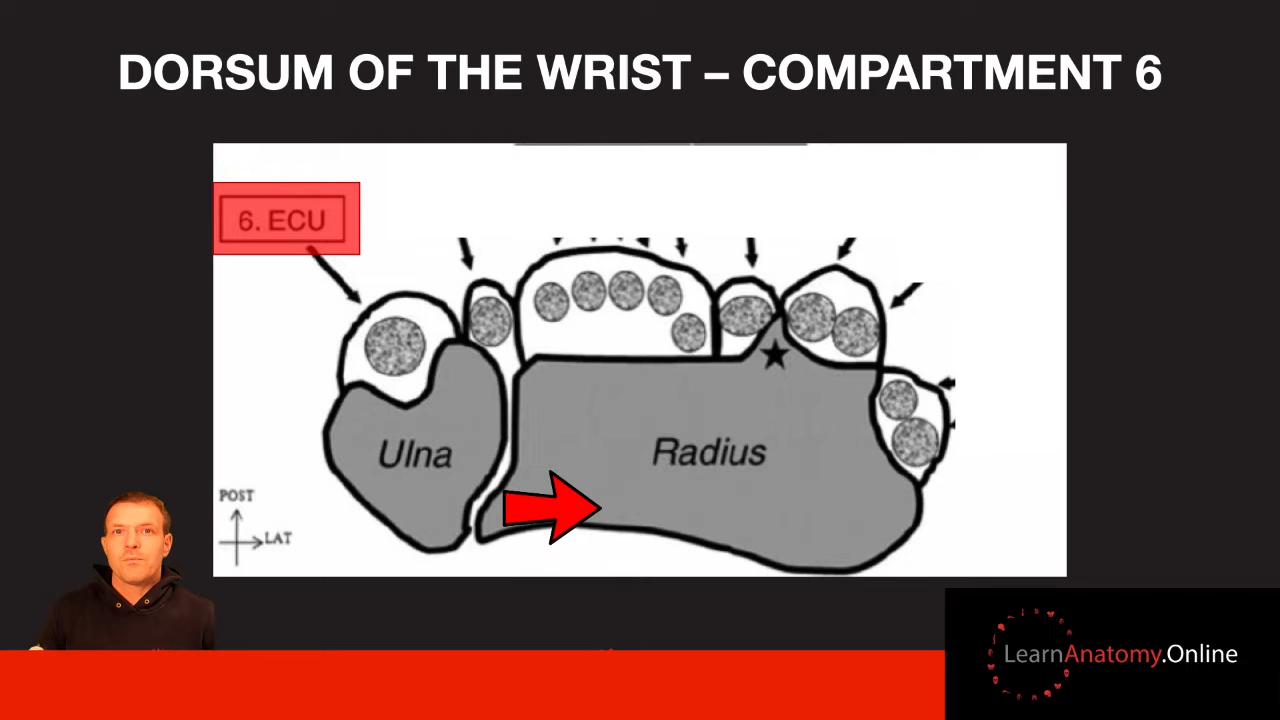 DORSUM OF THE WRIST – COMPARTMENT 6
6. ECU
Ulna
Radius
POST
LAT
LearnAnatomy.Online